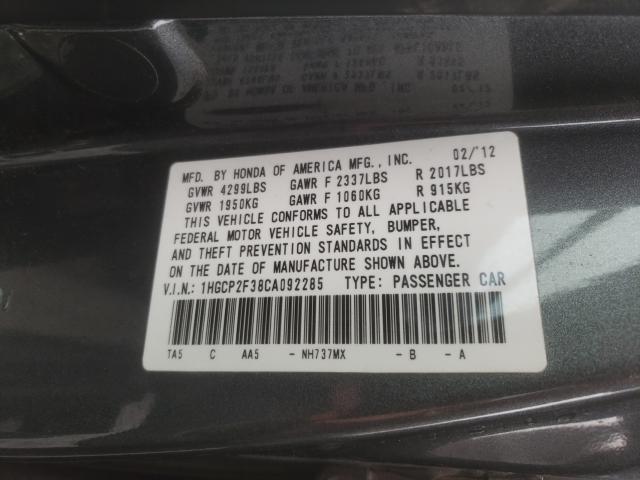 MFD. BY HONDA OF AMERICA MFG., INC. 02/'12
GVWR 4299LBS GAWR F 2337LBS R 2017LBS
GVWR 1950KG GAWR F 1060KG R 915KG
THIS VEHICLE CONFORMS TO ALL APPLICABLE
FEDERAL MOTOR VEHICLE SAFETY, BUMPER,
AND THEFT PREVENTION STANDARDS IN EFFECT
ON THE DATE OF MANUFACTURE SHOWN ABOVE.
V.I.N.: 1HGCP2F38CA092285 TYPE: PASSENGER CAR
TA5 C AA5 - NH737MX - B - A